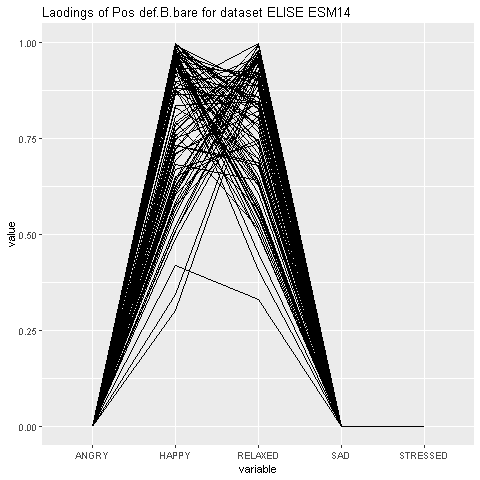 Laodings of Pos def.B.bare for dataset ELISE ESM14
1.00
0.75
value
0.50
0.25
0.00
ANGRY HAPPY RELAXED SAD STRESSED
variable